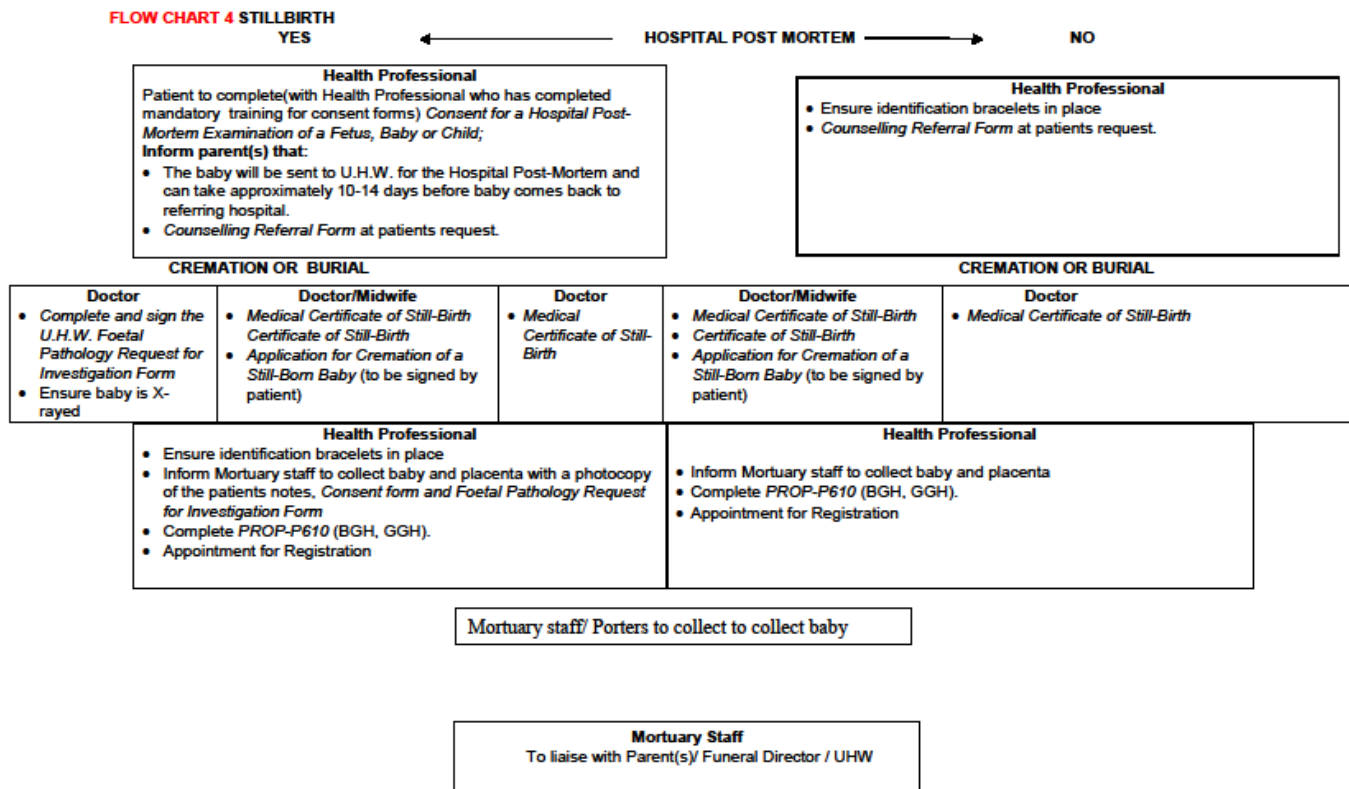 FLOW CHART 4 STILLBIRTH
YES HOSPITAL POST MORTEM NO
Health Professional
Patient to complete(with Health Professional who has completed
mandatory training for consent forms) Consent for a Hospital Post-
Mortem Examination of a Fetus, Baby or Child;
Inform parent(s) that:
• The baby will be sent to U.H.W. for the Hospital Post-Mortem and
can take approximately 10-14 days before baby comes back to
referring hospital.
• Counselling Referral Form at patients request.
Health Professional
• Ensure identification bracelets in place
• Counselling Referral Form at patients request.
CREMATION OR BURIAL
CREMATION OR BURIAL
Doctor
• Complete and sign the
U.H.W. Foetal
Pathology Request for
Investigation Form
• Ensure baby is X-
rayed
Doctor/Midwife
• Medical Certificate of Still-Birth
Certificate of Still-Birth
• Application for Cremation of a
Still-Born Baby (to be signed by
patient)
Doctor
• Medical
Certificate of Still-
Birth
Doctor/Midwife
• Medical Certificate of Still-Birth
• Certificate of Still-Birth
• Application for Cremation of a
Still-Born Baby (to be signed by
patient)
Doctor
• Medical Certificate of Still-Birth
Health Professional
• Ensure identification bracelets in place
• Inform Mortuary staff to collect baby and placenta with a photocopy
of the patients notes, Consent form and Foetal Pathology Request
for Investigation Form
• Complete PROP-P610 (BGH, GGH).
• Appointment for Registration
Health Professional
• Inform Mortuary staff to collect baby and placenta
• Complete PROP-P610 (BGH, GGH).
• Appointment for Registration
Mortuary staff/ Porters to collect to collect baby
Mortuary Staff
To liaise with Parent(s)/ Funeral Director / UHW